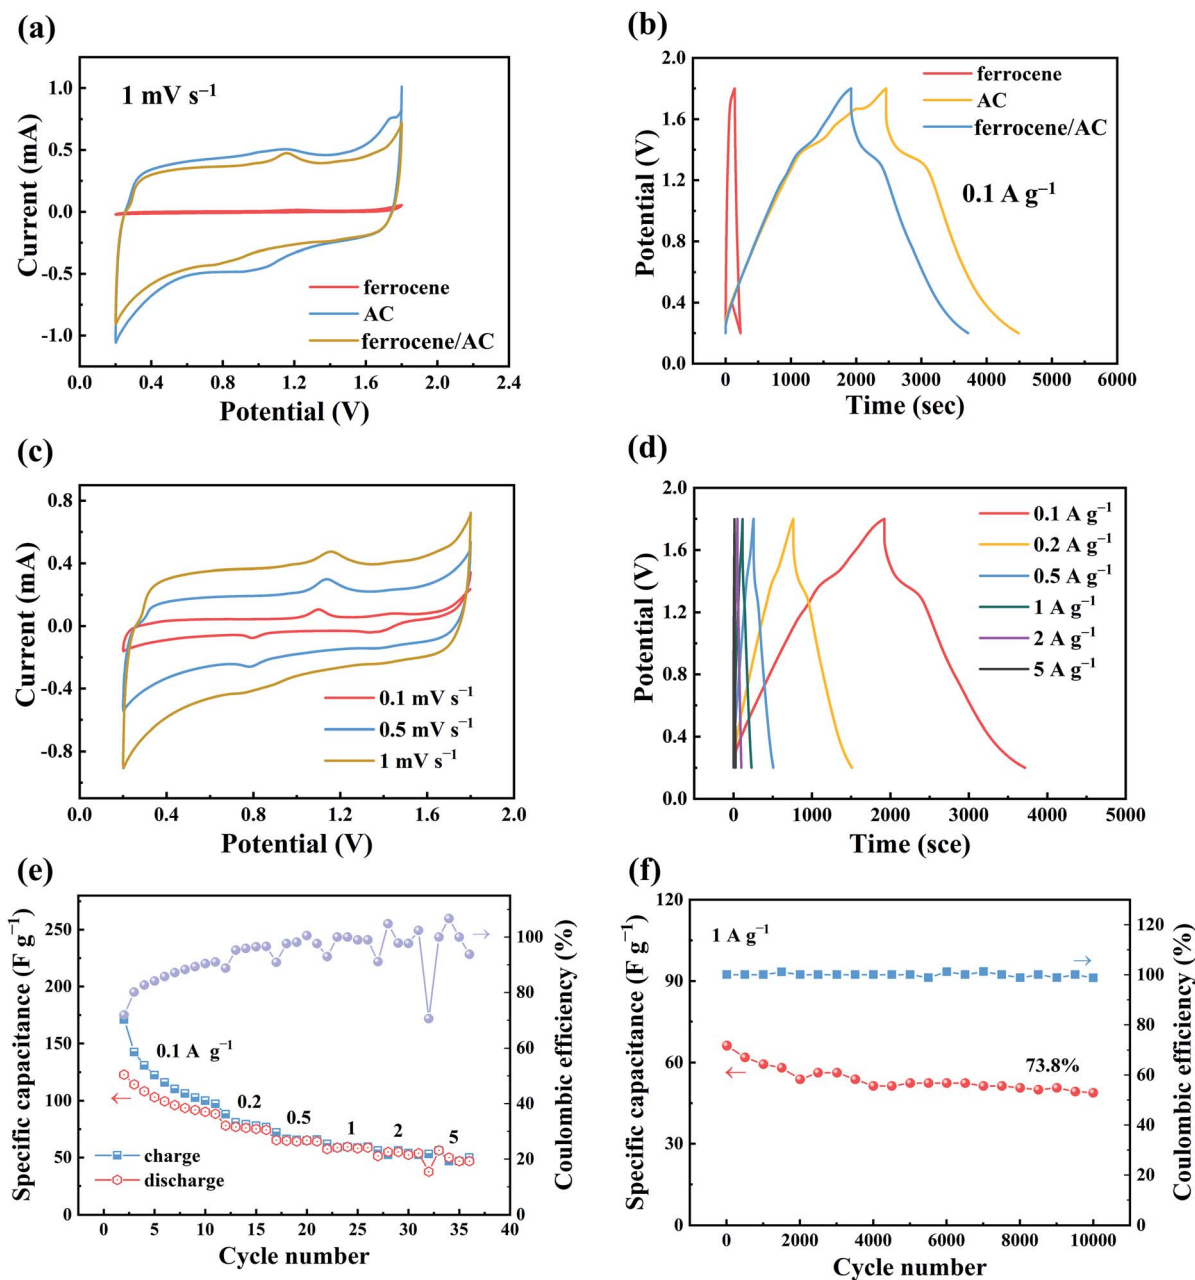 (a)
1 mV s⁻¹
ferrocene
AC
ferrocene/AC
Current (mA)
1.0
0.5
0.0
-0.5
-1.0
0.0 0.4 0.8 1.2 1.6 2.0 2.4
Potential (V)
(b)
ferrocene
AC
ferrocene/AC
0.1 A g⁻¹
Potential (V)
2.0
1.6
1.2
0.8
0.4
0.0
0 1000 2000 3000 4000 5000 6000
Time (sec)
(c)
0.1 mV s⁻¹
0.5 mV s⁻¹
1 mV s⁻¹
Current (mA)
0.8
0.4
0.0
-0.4
-0.8
0.0 0.4 0.8 1.2 1.6 2.0
Potential (V)
(d)
0.1 A g⁻¹
0.2 A g⁻¹
0.5 A g⁻¹
1 A g⁻¹
2 A g⁻¹
5 A g⁻¹
Potential (V)
2.0
1.6
1.2
0.8
0.4
0.0
0 1000 2000 3000 4000 5000
Time (sce)
(e)
Specific capacitance (F g⁻¹)
250
200
150
100
50
0
0.1 A g⁻¹
0.2
0.5
1
2
5
charge
discharge
100
80
60
40
20
0
Coulombic efficiency (%)
0 5 10 15 20 25 30 35 40
Cycle number
(f)
Specific capacitance (F g⁻¹)
120
90
60
30
0
1 A g⁻¹
73.8%
120
100
80
60
40
20
0
Coulombic efficiency (%)
0 2000 4000 6000 8000 10000
Cycle number